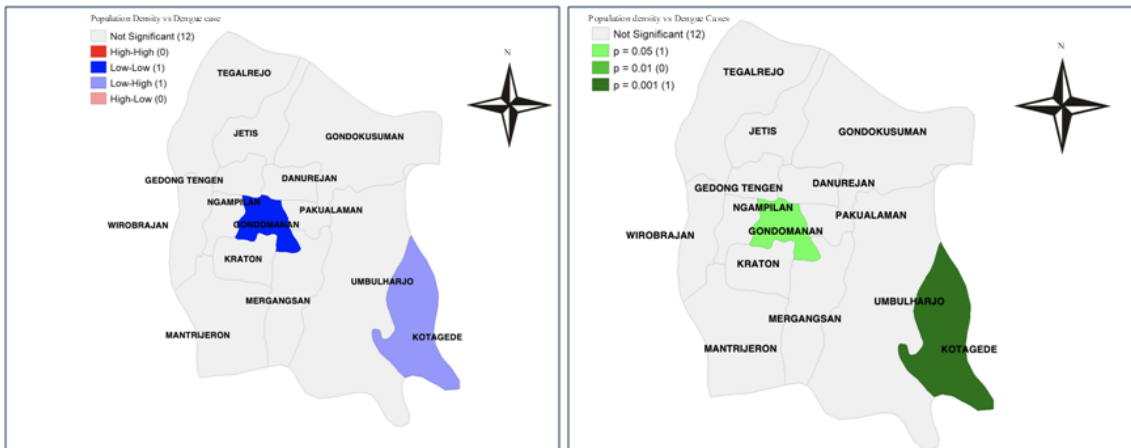 Population Density vs Dengue case
Not Significant (12)
High-High (0)
Low-Low (1)
Low-High (1)
High-Low (0)
N
TEGALREJO
JETIS
GONDOKUSUMAN
GEDONG TENGEN
DANUREJAN
NGAMPILAN
PAKUALAMAN
WIROBRAJAN
GONDOMANAN
KRATON
UMBULHARJO
MERGANGSAN
MANTRIJERON
KOTAGEDE
Population density vs Dengue Cases
Not Significant (12)
p = 0.05 (1)
p = 0.01 (0)
p = 0.001 (1)
N
TEGALREJO
JETIS
GONDOKUSUMAN
GEDONG TENGEN
DANUREJAN
NGAMPILAN
PAKUALAMAN
WIROBRAJAN
GONDOMANAN
KRATON
UMBULHARJO
MERGANGSAN
MANTRIJERON
KOTAGEDE